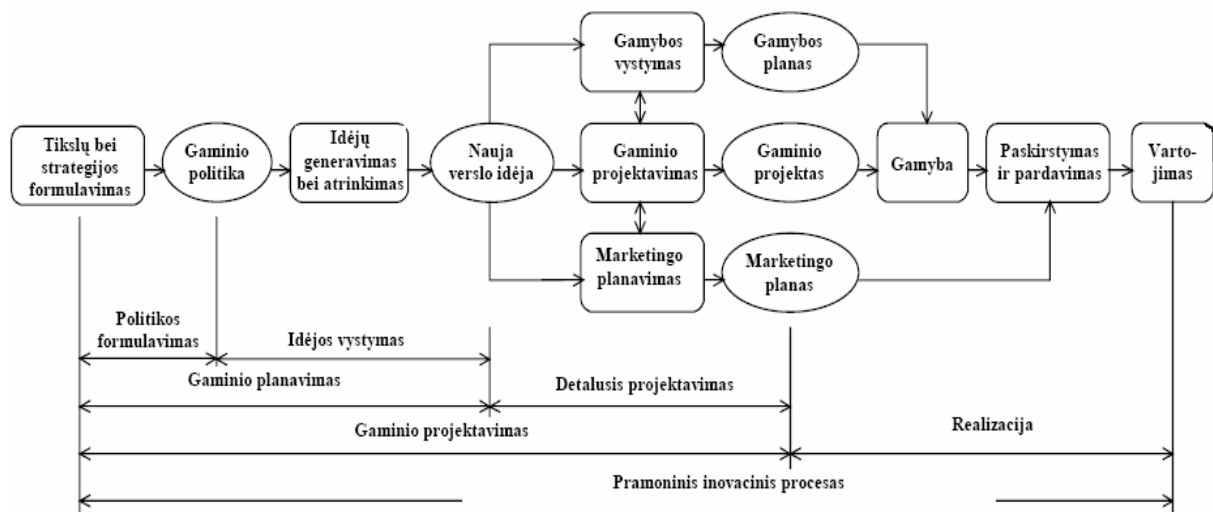 Gamybos
vystymas
Gamybos
planas
Tikslų bei
strategijos
formulavimas
Gaminio
politika
Idėjų
generavimas
bei atrinkimas
Nauja
verslo idėja
Gaminio
projektavimas
Gaminio
projektas
Gamyba
Paskirstymas
ir pardavimas
Varto-
jimas
Marketingo
planavimas
Marketingo
planas
Politikos
formulavimas
Idėjos vystymas
Gaminio planavimas
Detalusis projektavimas
Gaminio projektavimas
Realizacija
Pramoninis inovacinis procesas